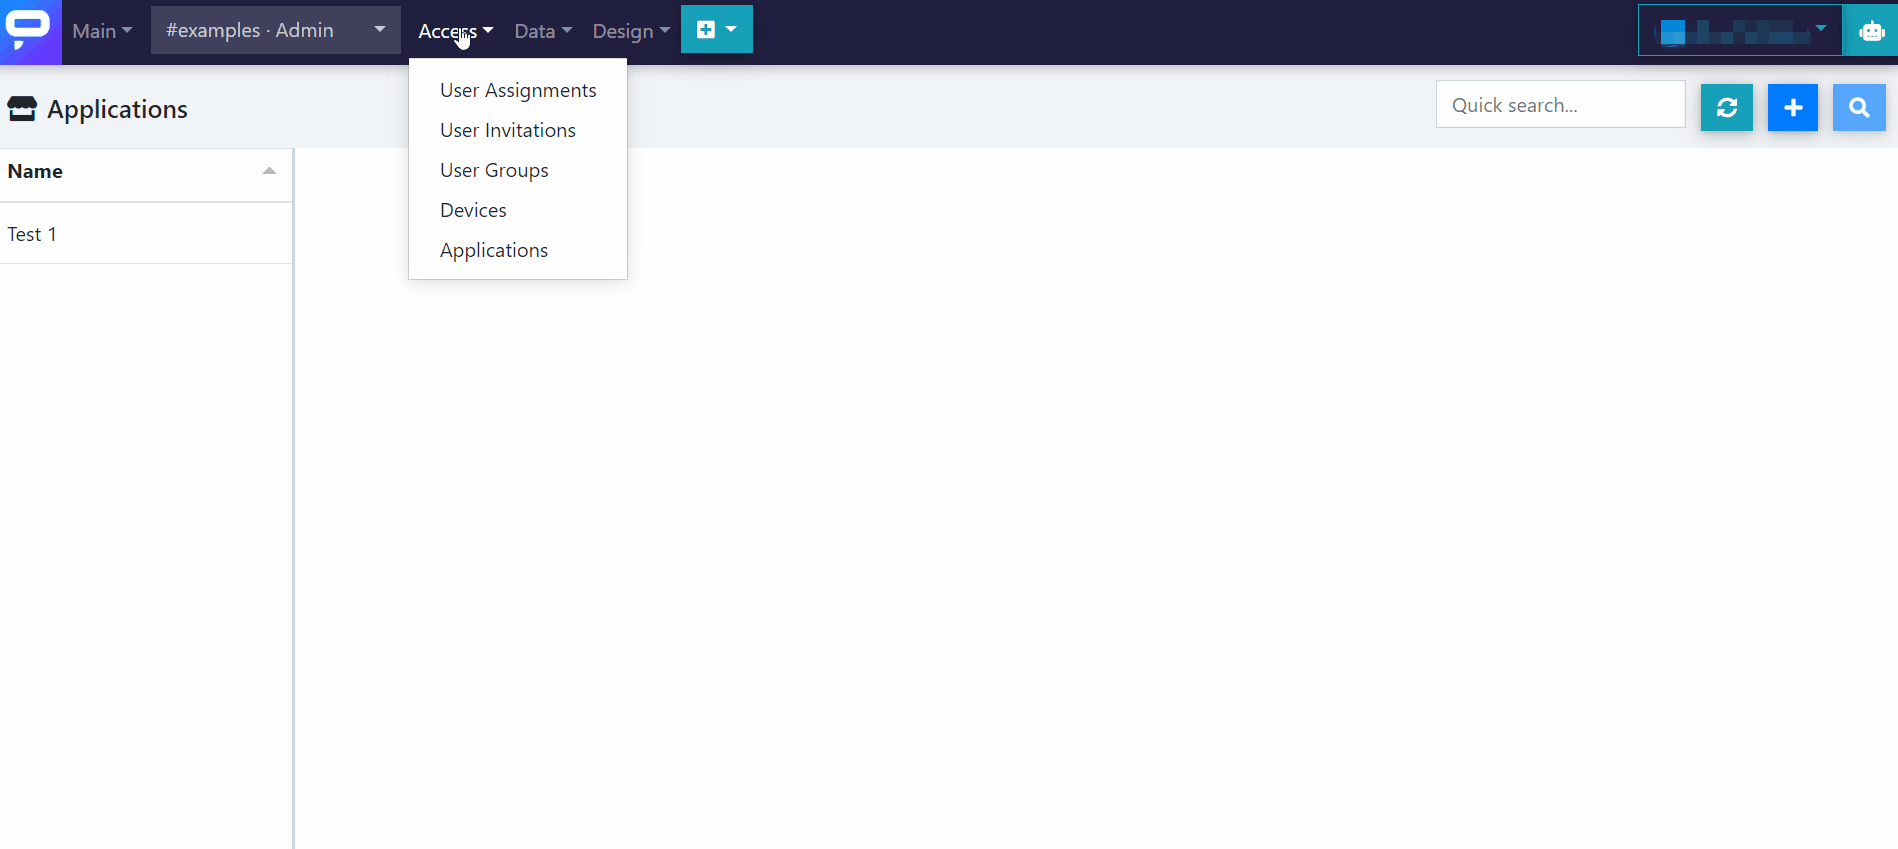 Main #examples · Admin Access Data Design
User Assignments
User Invitations
User Groups
Devices
Applications
Applications
Quick search...
Name
Test 1